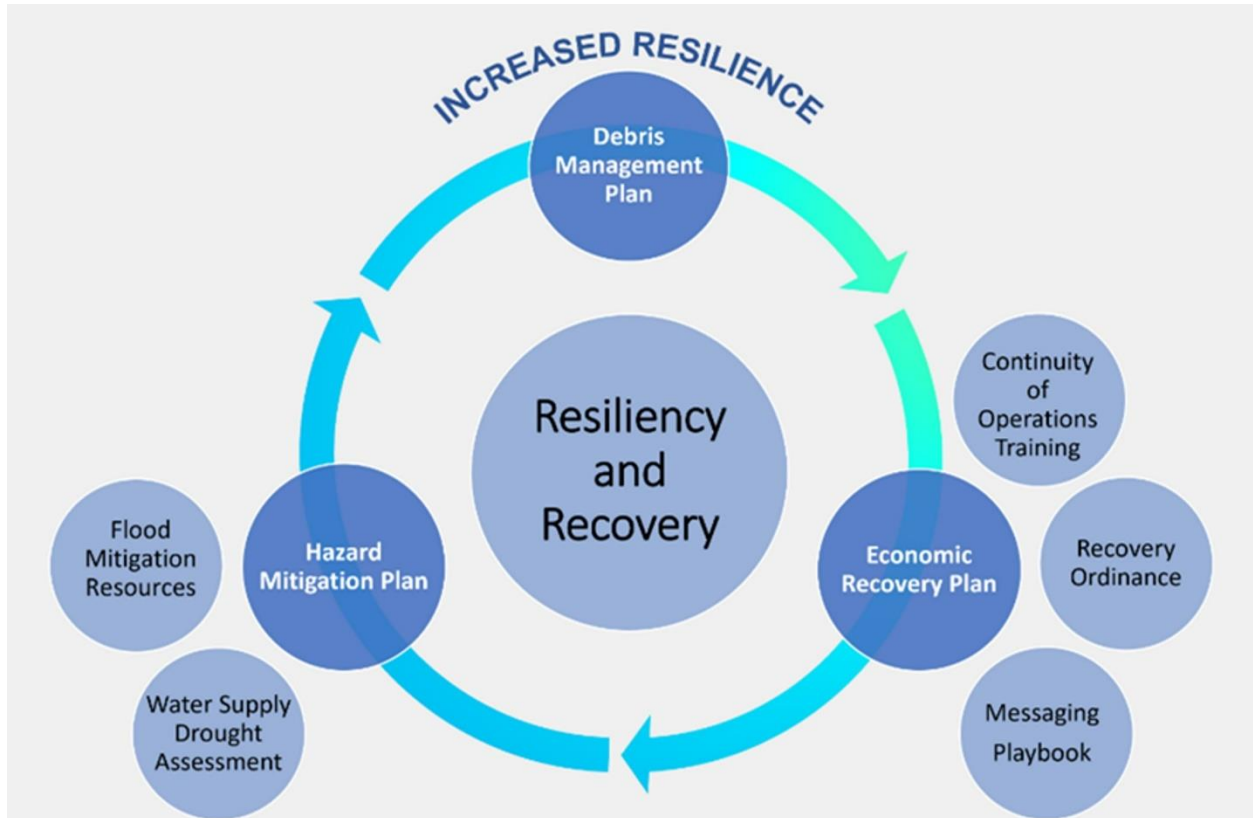 INCREASED RESILIENCE
Debris
Management
Plan
Resiliency
and
Recovery
Continuity
of
Operations
Training
Recovery
Ordinance
Economic
Recovery Plan
Messaging
Playbook
Hazard
Mitigation Plan
Flood
Mitigation
Resources
Water Supply
Drought
Assessment